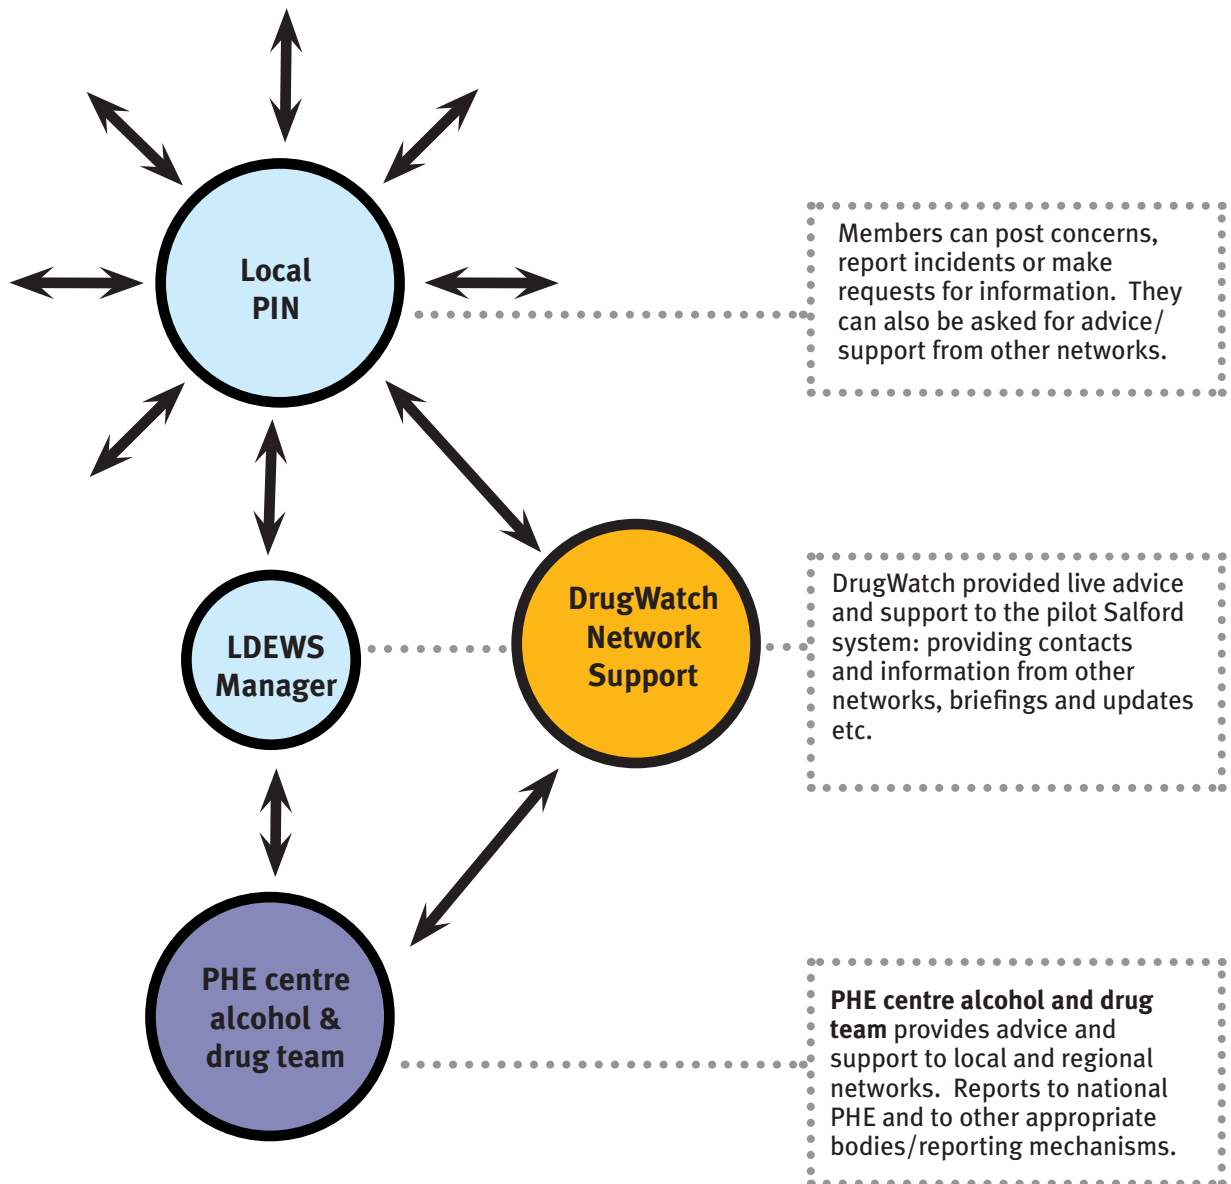 Local
PIN
Members can post concerns,
report incidents or make
requests for information.  They
can also be asked for advice/
support from other networks.
LDEWS
Manager
DrugWatch
Network
Support
DrugWatch provided live advice
and support to the pilot Salford
system: providing contacts
and information from other
networks, briefings and updates
etc.
PHE centre
alcohol &
drug team
PHE centre alcohol and drug
team provides advice and
support to local and regional
networks.  Reports to national
PHE and to other appropriate
bodies/reporting mechanisms.